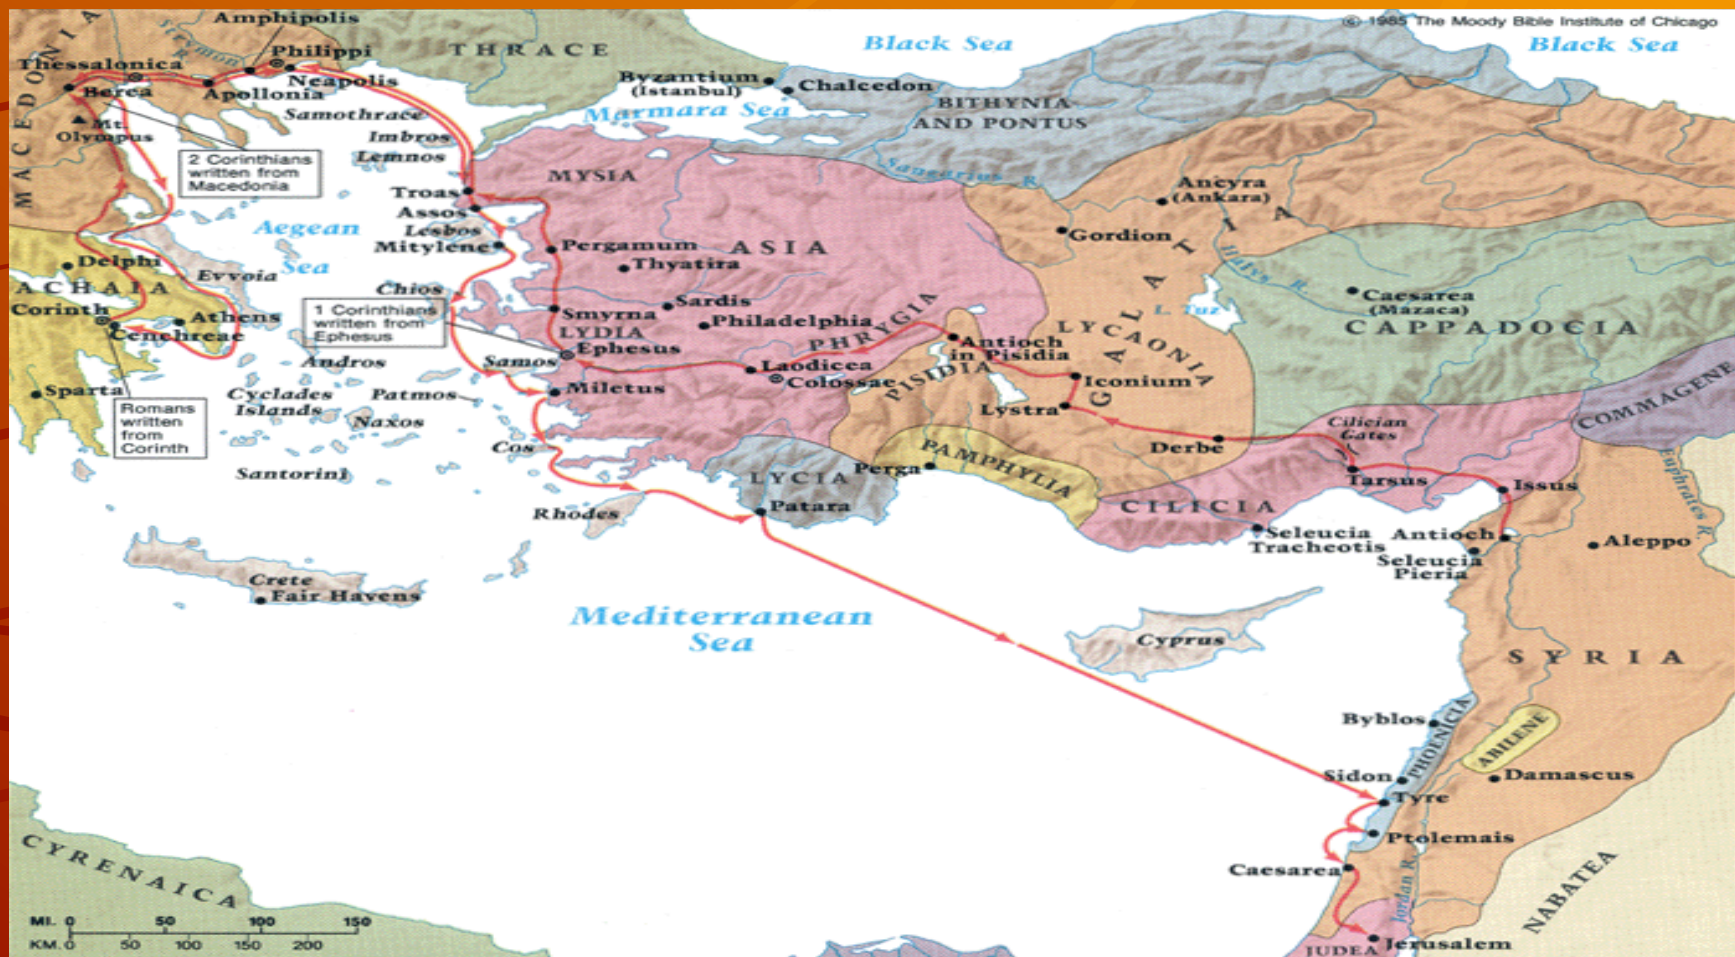 © 1985 The Moody Bible Institute of Chicago
Black Sea
Black Sea
Amphipolis
Strymon R.
Philippi
THRACE
Thessalonica
Neapolis
Berea
Apollonia
MACEDONIA
Mt.
Olympus
Samothrace
Imbros
Lemnos
Byzantium
(Istanbul)
Chalcedon
Marmara Sea
BITHYNIA
AND PONTUS
Sangarius R.
2 Corinthians
written from
Macedonia
MYSIA
Troas
Assos
Lesbos
Mitylene
Aegean
Sea
Pergamum
ASIA
Thyatira
Ancyra
(Ankara)
Gordion
GALATIA
Halys R.
L. Tuz
Caesarea
(Mazaca)
CAPPADOCIA
Delphi
ACHAIA
Evvoia
Chios
Corinth
Athens
Cenchreae
1 Corinthians
written from
Ephesus
Sardis
Smyrna
Philadelphia
LYDIA
PHRYGIA
Ephesus
Samos
Andros
Laodicea
Colossae
Antioch
in Pisidia
PISIDIA
LYCAONIA
Iconium
Lystra
COMMAGENE
Sparta
Cyclades
Islands
Patmos
Miletus
Naxos
Romans
written
from
Corinth
Cos
Santorini
Derbe
Cilician
Gates
Perga
PAMPHYLIA
LYCIA
Patara
Rhodes
CILICIA
Tarsus
Issus
Euphrates R.
Seleucia
Tracheotis
Antioch
Seleucia
Pieria
Aleppo
Crete
Fair Havens
Mediterranean
Sea
Cyprus
SYRIA
Byblos
PHOENICIA
ABILENE
Sidon
Damascus
Tyre
Ptolemais
Caesarea
Jordan R.
NABATEA
CYRENAICA
MI. 0 50 100 150
KM. 0 50 100 150 200
JUDEA
Jerusalem